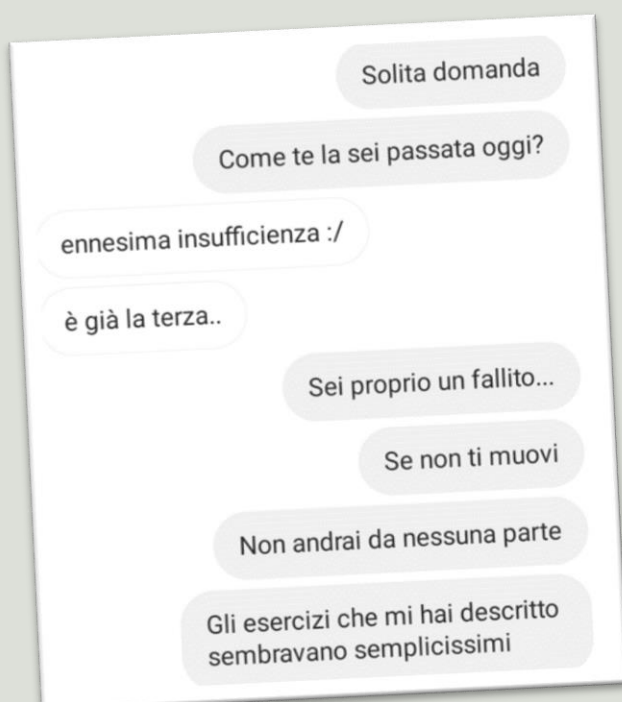 Solita domanda
Come te la sei passata oggi?
ennesima insufficienza :/
è già la terza..
Sei proprio un fallito...
Se non ti muovi
Non andrai da nessuna parte
Gli esercizi che mi hai descritto
sembravano semplicissimi